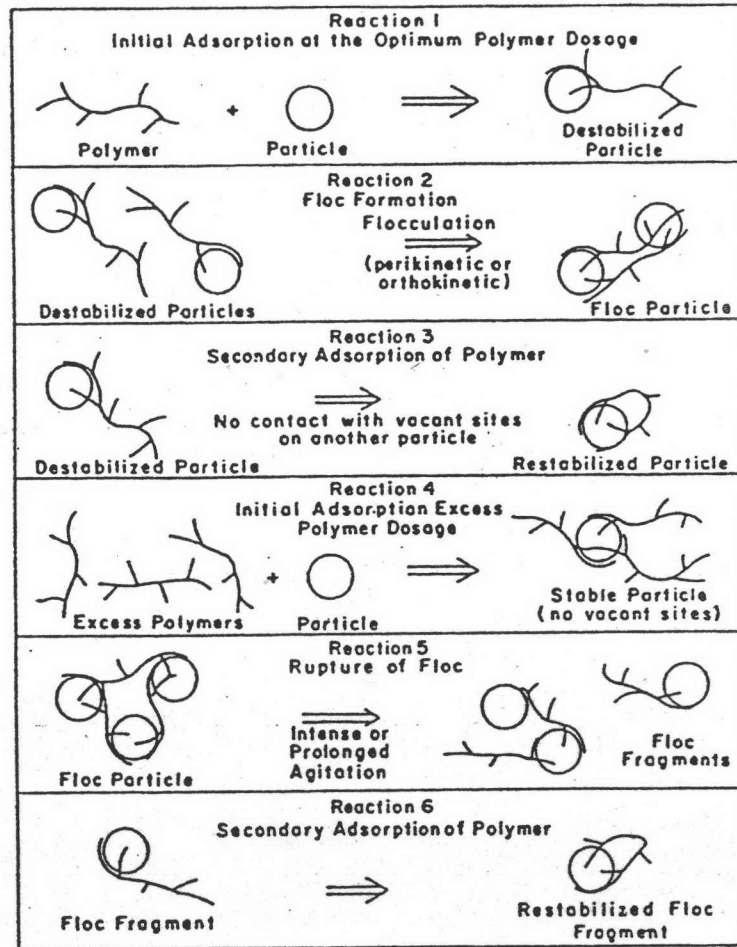 Reaction 1
Initial Adsorption at the Optimum Polymer Dosage
+
Polymer
Particle
Destabilized
Particle
Reaction 2
Floc Formation
Flocculation
(perikinetic or
orthokinetic)
Destabilized Particles
Floc Particle
Reaction 3
Secondary Adsorption of Polymer
No contact with vacant sites
on another particle
Destabilized Particle
Restabilized Particle
Reaction 4
Initial Adsorption Excess
Polymer Dosage
+
Excess Polymers
Particle
Stable Particle
(no vacant sites)
Reaction 5
Rupture of Floc
Intense or
Prolonged
Agitation
Floc Particle
Floc
Fragments
Reaction 6
Secondary Adsorption of Polymer
Floc Fragment
Restabilized Floc
Fragment